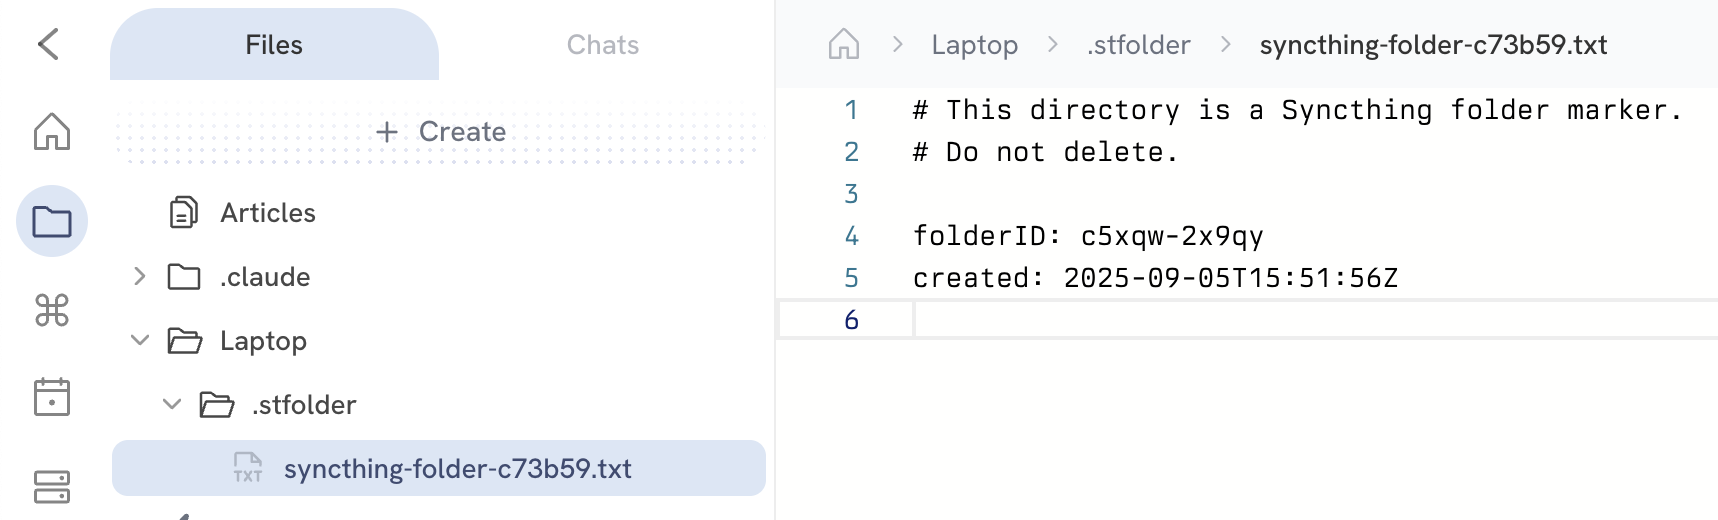 Files
Chats
Create
Articles
.claude
Laptop
.stfolder
TXT
syncthing-folder-c73b59.txt
Laptop > .stfolder > syncthing-folder-c73b59.txt
1 # This directory is a Syncthing folder marker.
2 # Do not delete.
3
4 folderID: c5xqw-2x9qy
5 created: 2025-09-05T15:51:56Z
6